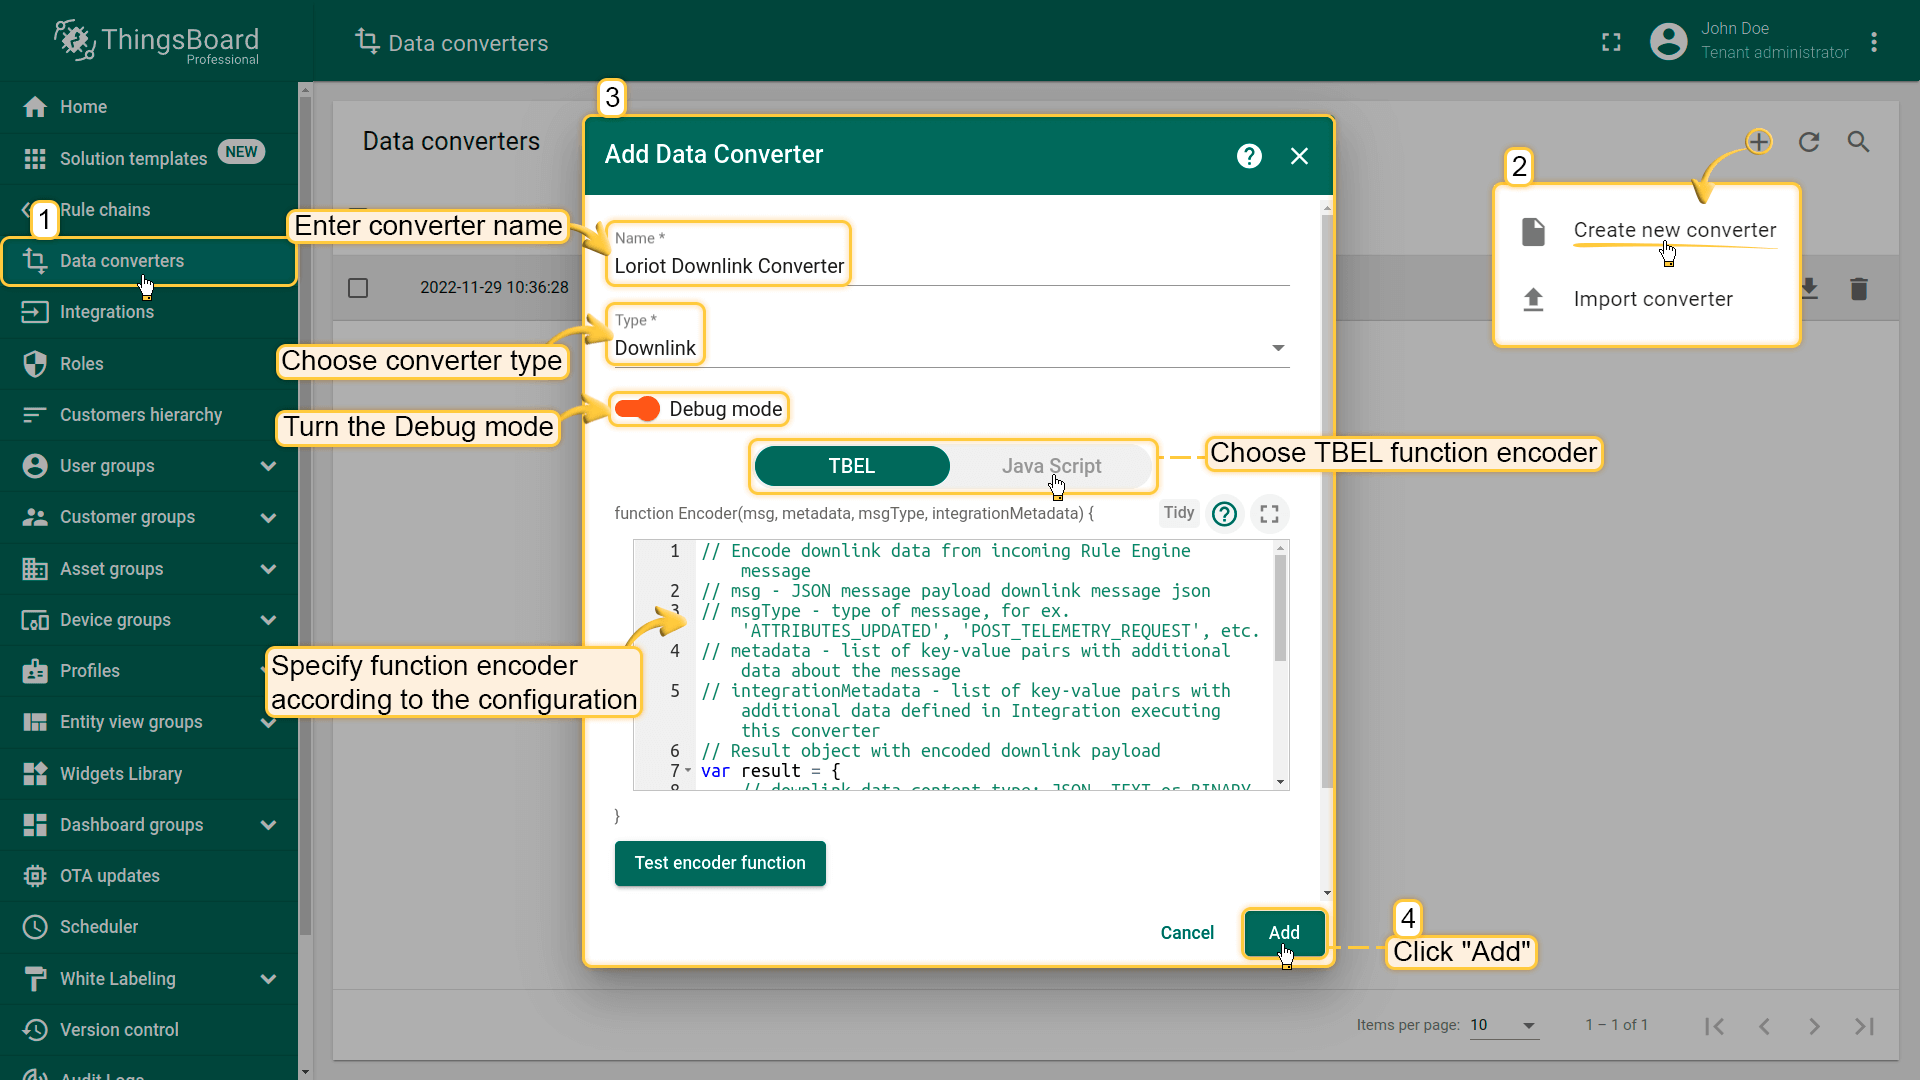 ThingsBoard
Professional
Data converters
John Doe
Tenant administrator
Home
Solution templates
NEW
Rule chains
1
Data converters
Integrations
Roles
Customers hierarchy
User groups
Customer groups
Asset groups
Device groups
Profiles
Entity view groups
Widgets Library
Dashboard groups
OTA updates
Scheduler
White Labeling
Version control
Data converters
2022-11-29 10:36:28
2
Create new converter
Import converter
3
Add Data Converter
Enter converter name
Name *
Loriot Downlink Converter
Choose converter type
Type *
Downlink
Turn the Debug mode
Debug mode
TBEL
Java Script
Choose TBEL function encoder
function Encoder(msg, metadata, msgType, integrationMetadata) {
Tidy
Specify function encoder
according to the configuration
1 // Encode downlink data from incoming Rule Engine
message
2 // msg - JSON message payload downlink message json
3 // msgType - type of message, for ex.
'ATTRIBUTES_UPDATED', 'POST_TELEMETRY_REQUEST', etc.
4 // metadata - list of key-value pairs with additional
data about the message
5 // integrationMetadata - list of key-value pairs with
additional data defined in Integration executing
this converter
6 // Result object with encoded downlink payload
7 var result = {
8 // downlink data content type: JSON, TEXT or BINARY
}
Test encoder function
Cancel
Add
4
Click "Add"
Items per page: 10
1 – 1 of 1